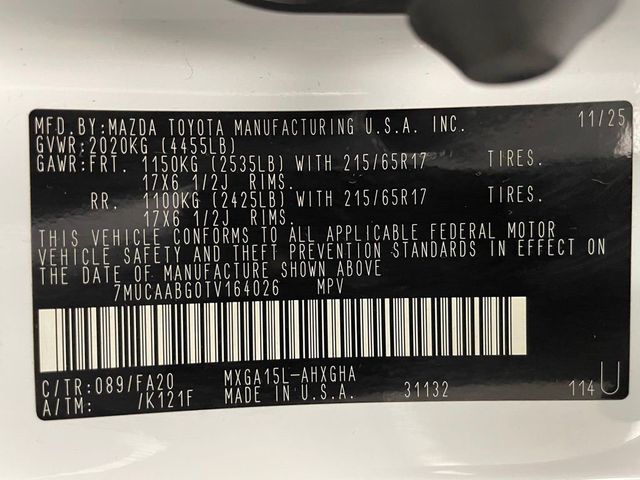 MFD.BY:MAZDA TOYOTA MANUFACTURING U.S.A. INC. 11/25
GVWR:2020KG (4455LB)
GAWR:FRT. 1150KG (2535LB) WITH 215/65R17 TIRES.
17X6 1/2J RIMS.
RR. 1100KG (2425LB) WITH 215/65R17 TIRES.
17X6 1/2J RIMS.
THIS VEHICLE CONFORMS TO ALL APPLICABLE FEDERAL MOTOR
VEHICLE SAFETY AND THEFT PREVENTION STANDARDS IN EFFECT ON
THE DATE OF MANUFACTURE SHOWN ABOVE
7MUCAABG0TV164026 MPV
C/TR:089/FA20 MXGA15L-AHXGHA
A/TM: /K121F MADE IN U.S.A. 31132 114 U